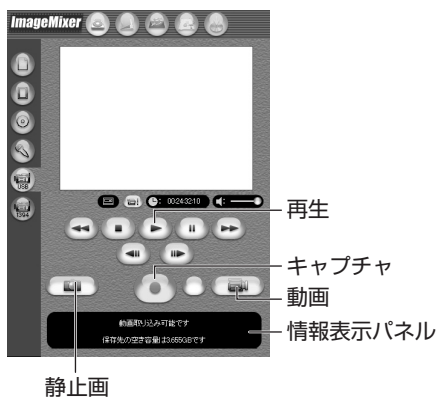 ImageMixer
USB
1394
00:24:32:10
再生
キャプチャ
動画
動画取り込み可能です
保存先の空き容量は3.655GBです
情報表示パネル
静止画